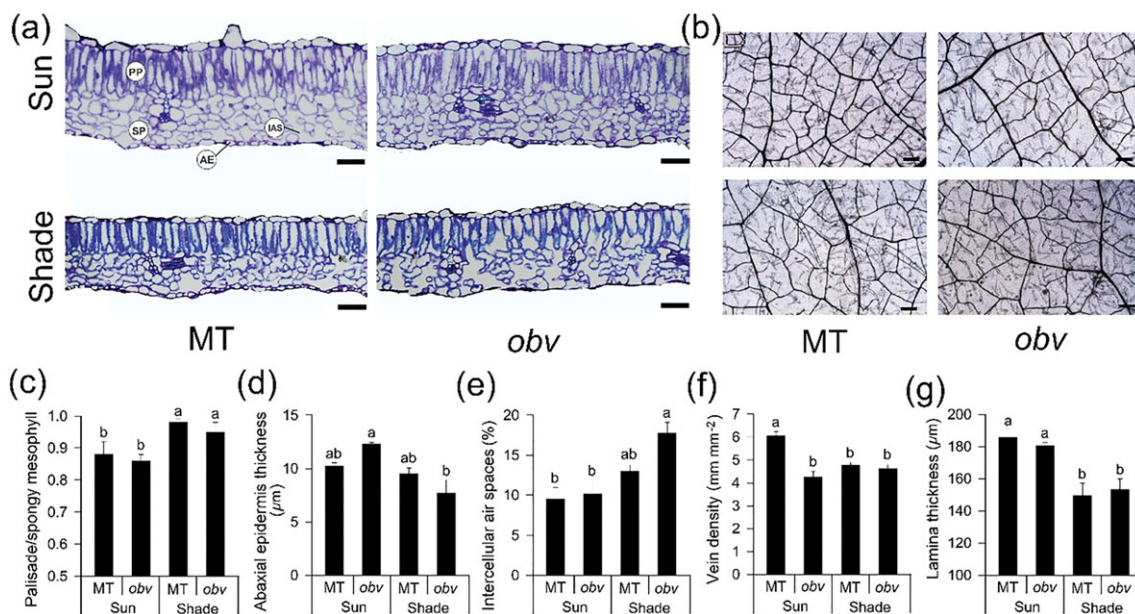 (a)
(b)
Sun
PP
SP
IAS
AE
Shade
MT
obv
MT
obv
(c)
Palisade/spongy mesophyll
1.0
0.9
0.8
0.7
0.6
0.5
b
b
a
a
MT
obv
MT
obv
Sun
Shade
(d)
Abaxial epidermis thickness
(µm)
15
10
5
0
ab
a
ab
b
MT
obv
MT
obv
Sun
Shade
(e)
Intercellular air spaces (%)
20
15
10
5
0
b
b
ab
a
MT
obv
MT
obv
Sun
Shade
(f)
Vein density (mm mm-2)
7
6
5
4
3
2
1
0
a
b
b
b
MT
obv
MT
obv
Sun
Shade
(g)
Lamina thickness (µm)
200
180
160
140
120
100
a
a
b
b
MT
obv
MT
obv
Sun
Shade